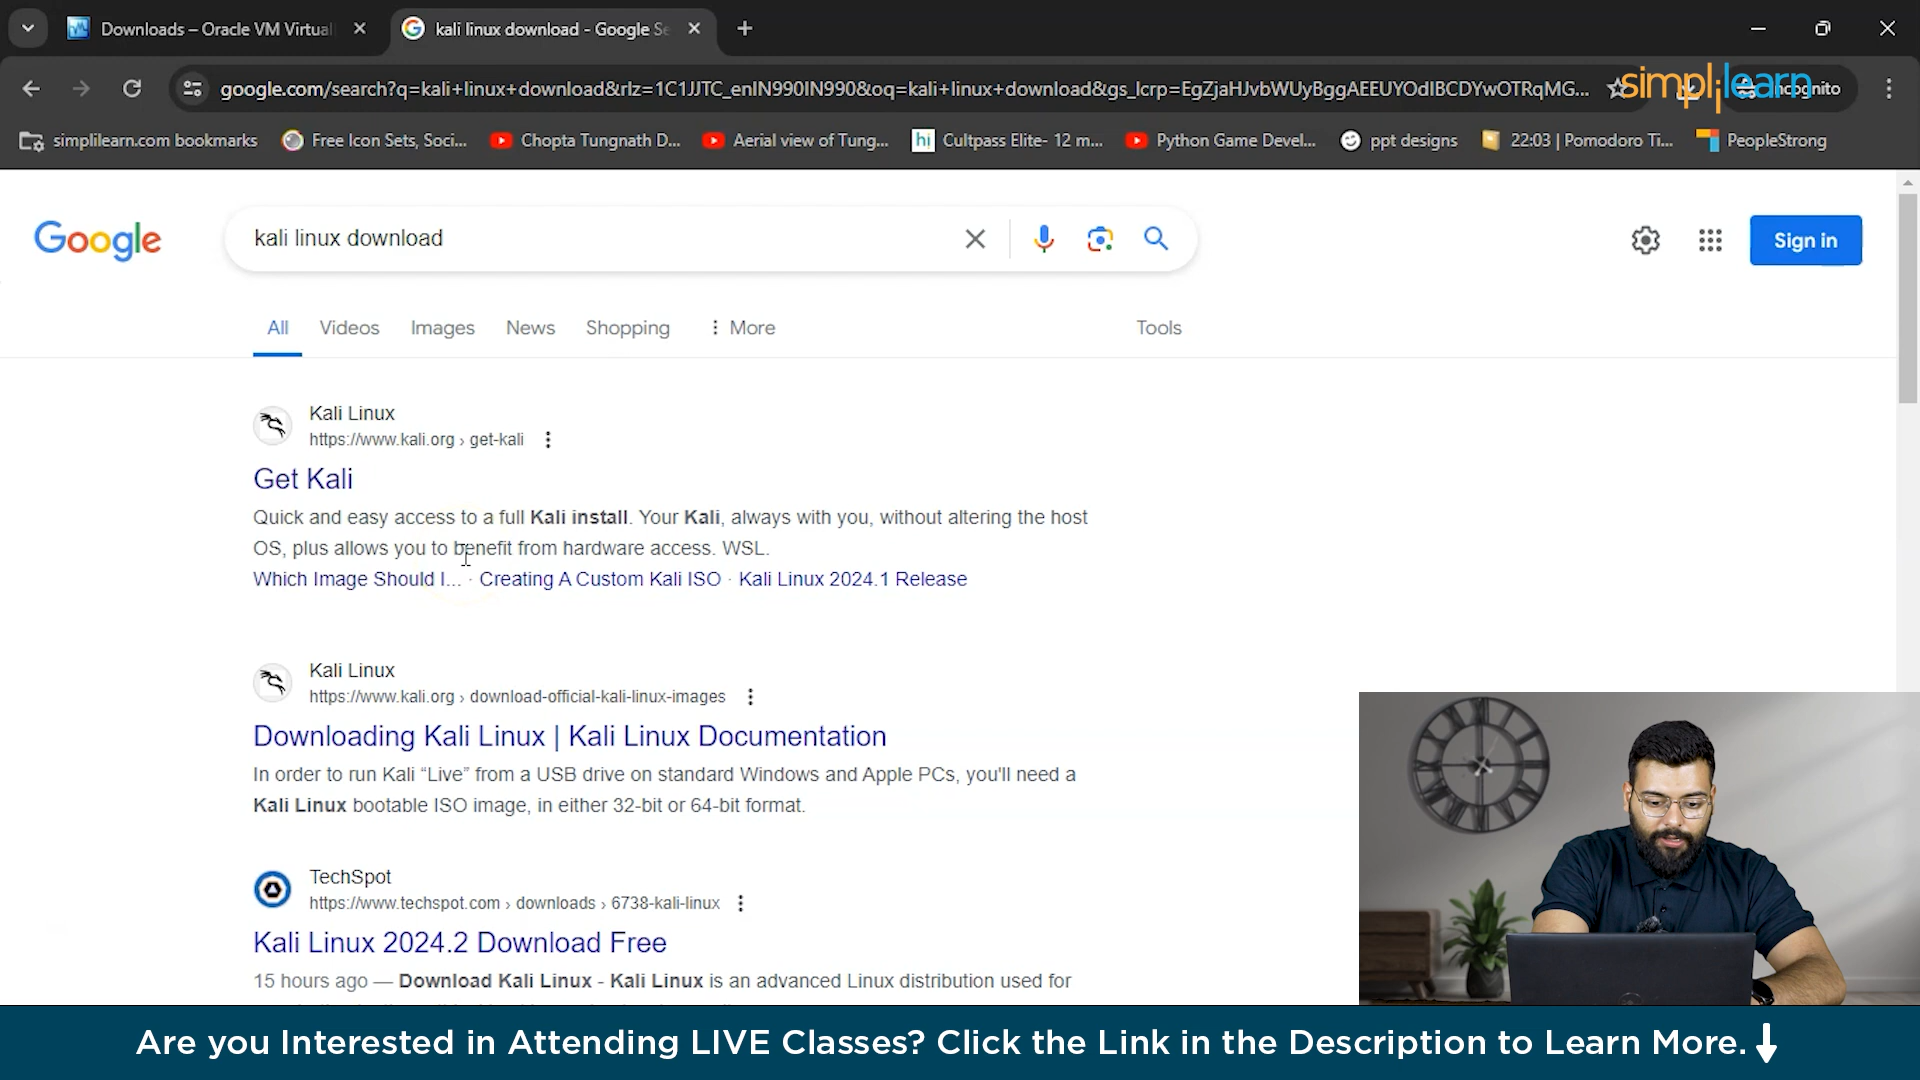 Downloads – Oracle VM Virtual
kali linux download - Google Se
google.com/search?q=kali+linux+download&rlz=1C1JJTC_enIN990IN990&oq=kali+linux+download&gs_lcrp=EgZjaHJvbWUyBggAEEUYOdIBCDYwOTRqMG...
simplilearn
cognito
simplilearn.com bookmarks
Free Icon Sets, Soci...
Chopta Tungnath D...
Aerial view of Tung...
hi
Cultpass Elite- 12 m...
Python Game Devel...
ppt designs
22:03 | Pomodoro Ti...
PeopleStrong
Google
kali linux download
Sign in
All
Videos
Images
News
Shopping
More
Tools
Kali Linux
https://www.kali.org › get-kali
Get Kali
Quick and easy access to a full Kali install. Your Kali, always with you, without altering the host
OS, plus allows you to benefit from hardware access. WSL.
Which Image Should I... · Creating A Custom Kali ISO · Kali Linux 2024.1 Release
Kali Linux
https://www.kali.org › download-official-kali-linux-images
Downloading Kali Linux | Kali Linux Documentation
In order to run Kali “Live” from a USB drive on standard Windows and Apple PCs, you'll need a
Kali Linux bootable ISO image, in either 32-bit or 64-bit format.
TechSpot
https://www.techspot.com › downloads › 6738-kali-linux
Kali Linux 2024.2 Download Free
15 hours ago — Download Kali Linux - Kali Linux is an advanced Linux distribution used for
Are you Interested in Attending LIVE Classes? Click the Link in the Description to Learn More.